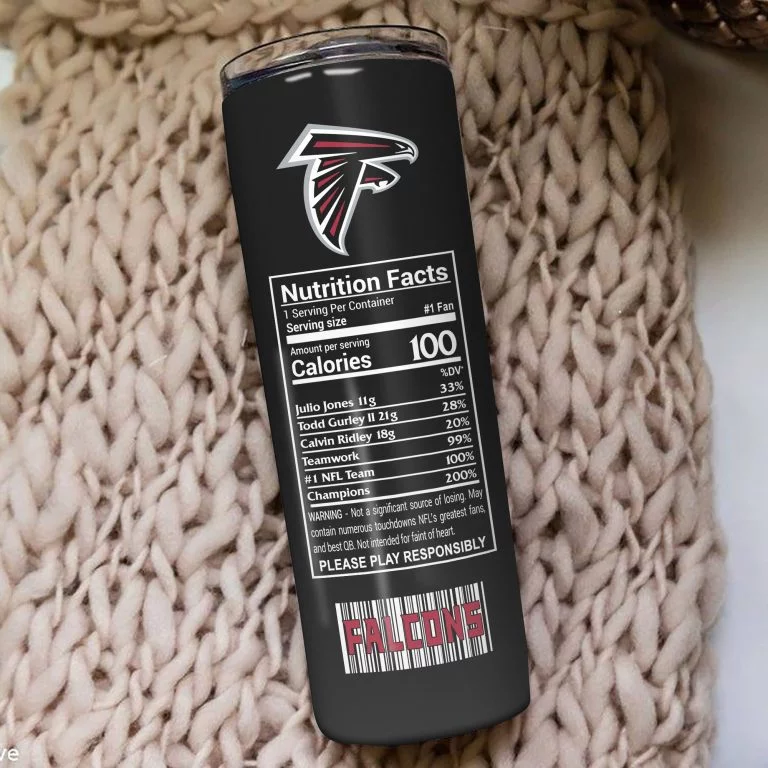 Nutrition Facts
1 Serving Per Container
Serving size #1 Fan
Amount per serving
Calories 100
%DV*
Julio Jones 11g 33%
Todd Gurley II 21g 28%
Calvin Ridley 18g 20%
Teamwork 99%
#1 NFL Team 100%
Champions 200%
WARNING - Not a significant source of losing. May
contain numerous touchdowns NFL's greatest fans,
and best QB. Not intended for faint of heart.
PLEASE PLAY RESPONSIBLY
FALCONS
ve